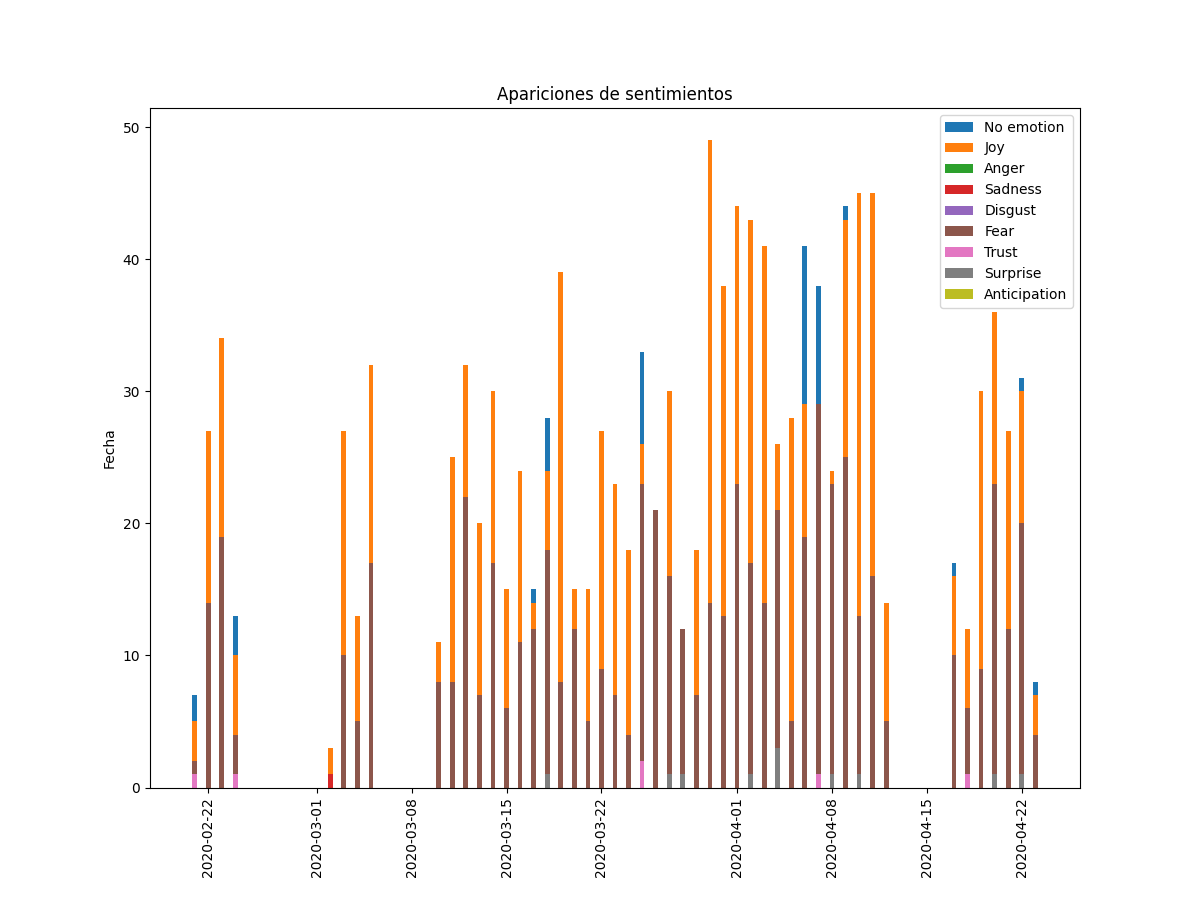 Apariciones de sentimientos
50
40
30
20
10
0
Fecha
No emotion
Joy
Anger
Sadness
Disgust
Fear
Trust
Surprise
Anticipation
2020-02-22
2020-03-01
2020-03-08
2020-03-15
2020-03-22
2020-04-01
2020-04-08
2020-04-15
2020-04-22